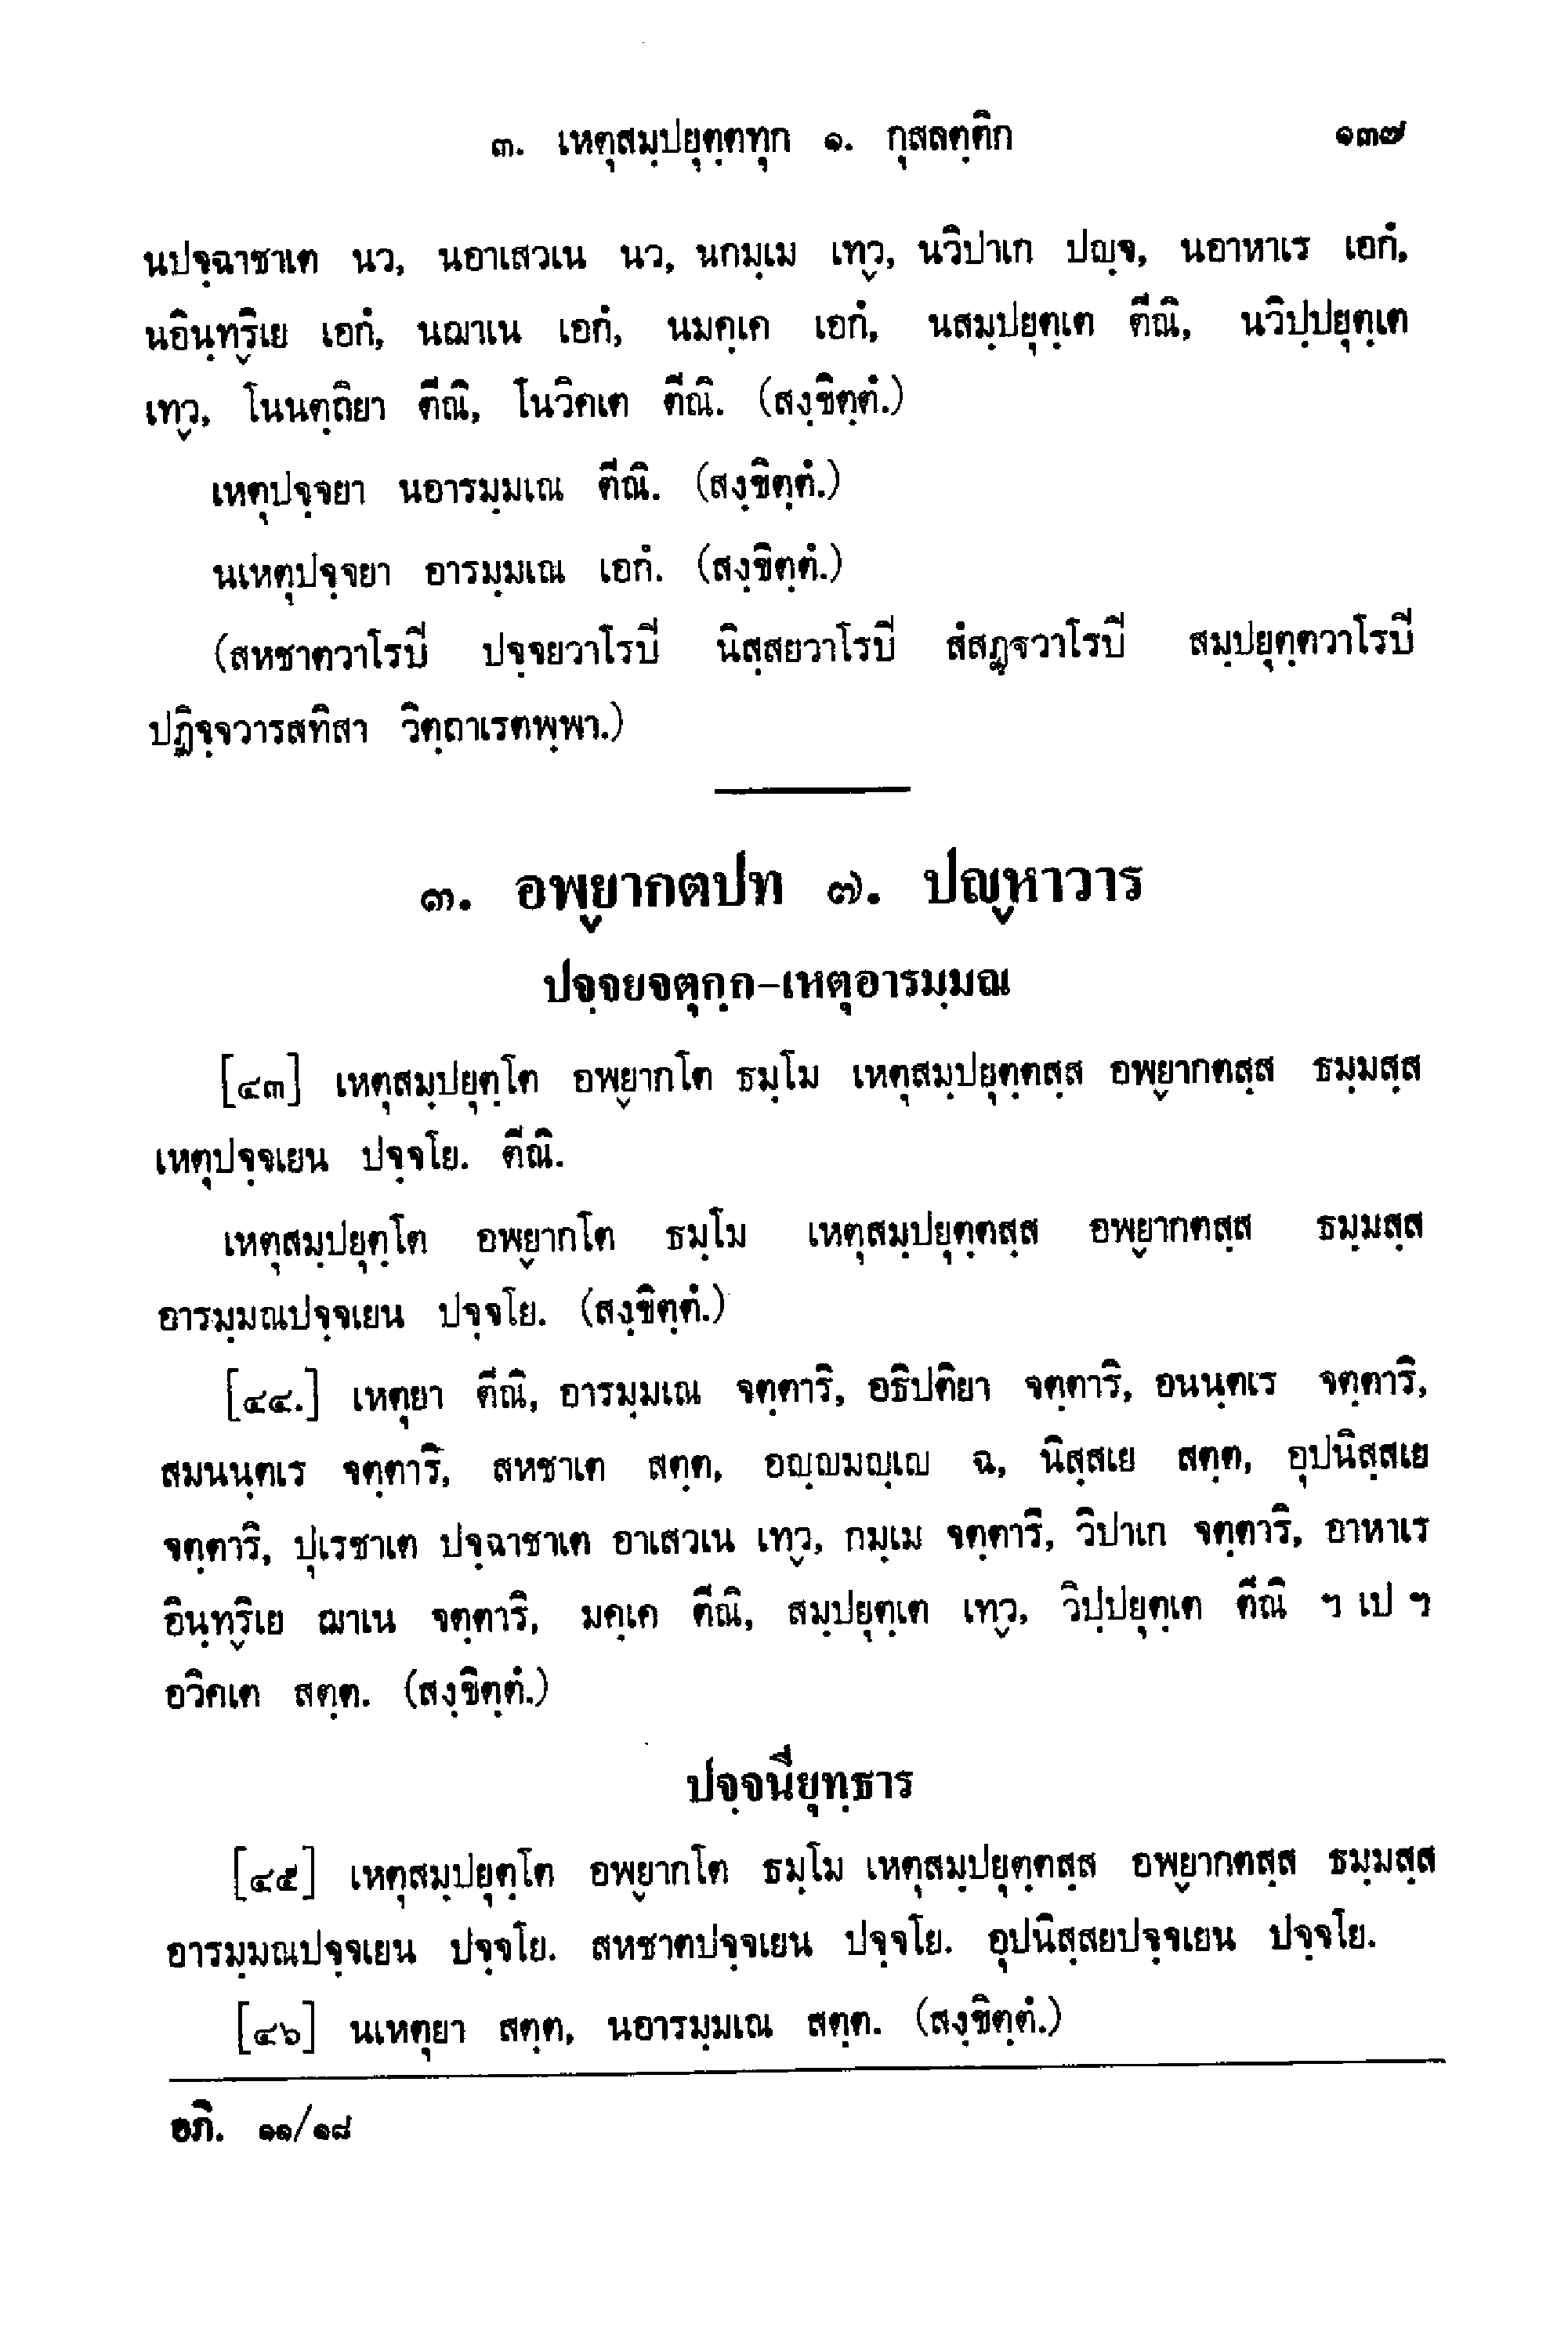 ๓. เหตุสมฺปยุตฺตทุก ๑. กุสลตฺติก ๑๓๗
นปจฺฉาชาเต นว, นอาเสวเน นว, นกมฺเม เทฺว, นวิปาเก ปญฺจ, นอาหาเร เอกํ,
นอินฺทฺริเย เอกํ, นฌาเน เอกํ, นมคฺเค เอกํ, นสมฺปยุตฺเต ตีณิ, นวิปฺปยุตฺเต
เทฺว, โนนตฺถิยา ตีณิ, โนวิคเต ตีณิ. (สงฺขิตฺตํ.)
เหตุปจฺจยา นอารมฺมเณ ตีณิ. (สงฺขิตฺตํ.)
นเหตุปจฺจยา อารมฺมเณ เอกํ. (สงฺขิตฺตํ.)
(สหชาตวาโรปิ ปจฺจยวาโรปิ นิสฺสยวาโรปิ สํสฏฺฐวาโรปิ สมฺปยุตฺตวาโรปิ
ปฏิจฺจวารสทิสา วิตฺถาเรตพฺพา.)
๓. อพฺยากตปท ๗. ปญฺหาวาร
ปจฺจยจตุกฺก-เหตุอารมฺมณ
[๔๓] เหตุสมฺปยุตฺโต อพฺยากโต ธมฺโม เหตุสมฺปยุตฺตสฺส อพฺยากตสฺส ธมฺมสฺส
เหตุปจฺจเยน ปจฺจโย. ตีณิ.
เหตุสมฺปยุตฺโต อพฺยากโต ธมฺโม เหตุสมฺปยุตฺตสฺส อพฺยากตสฺส ธมฺมสฺส
อารมฺมณปจฺจเยน ปจฺจโย. (สงฺขิตฺตํ.)
[๔๔.] เหตุยา ตีณิ, อารมฺมเณ จตฺตาริ, อธิปติยา จตฺตาริ, อนนฺตเร จตฺตาริ,
สมนนฺตเร จตฺตาริ, สหชาเต สตฺต, อญฺญมญฺเญ ฉ, นิสฺสเย สตฺต, อุปนิสฺสเย
จตฺตาริ, ปุเรชาเต ปจฺฉาชาเต อาเสวเน เทฺว, กมฺเม จตฺตาริ, วิปาเก จตฺตาริ, อาหาเร
อินฺทฺริเย ฌาเน จตฺตาริ, มคฺเค ตีณิ, สมฺปยุตฺเต เทฺว, วิปฺปยุตฺเต ตีณิ ฯ เป ฯ
อวิคเต สตฺต. (สงฺขิตฺตํ.)
ปจฺจนียุทฺธาร
[๔๕] เหตุสมฺปยุตฺโต อพฺยากโต ธมฺโม เหตุสมฺปยุตฺตสฺส อพฺยากตสฺส ธมฺมสฺส
อารมฺมณปจฺจเยน ปจฺจโย. สหชาตปจฺจเยน ปจฺจโย. อุปนิสฺสยปจฺจเยน ปจฺจโย.
[๔๖] นเหตุยา สตฺต, นอารมฺมเณ สตฺต. (สงฺขิตฺตํ.)
อภิ. ๑๑/๑๘